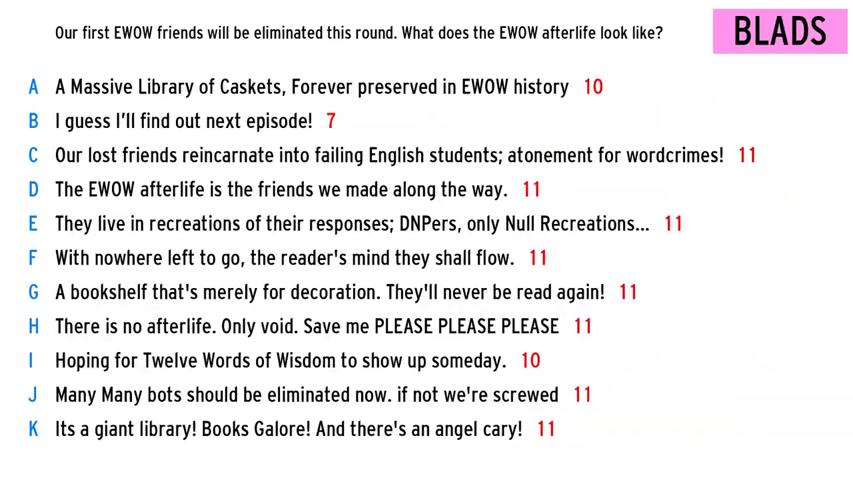 Our first EWOW friends will be eliminated this round. What does the EWOW afterlife look like?
BLADS
A A Massive Library of Caskets, Forever preserved in EWOW history 10
B I guess I'll find out next episode! 7
C Our lost friends reincarnate into failing English students; atonement for wordcrimes! 11
D The EWOW afterlife is the friends we made along the way. 11
E They live in recreations of their responses; DNPers, only Null Recreations... 11
F With nowhere left to go, the reader's mind they shall flow. 11
G A bookshelf that's merely for decoration. They'll never be read again! 11
H There is no afterlife. Only void. Save me PLEASE PLEASE PLEASE 11
I Hoping for Twelve Words of Wisdom to show up someday. 10
J Many Many bots should be eliminated now. if not we're screwed 11
K Its a giant library! Books Galore! And there's an angel cary! 11